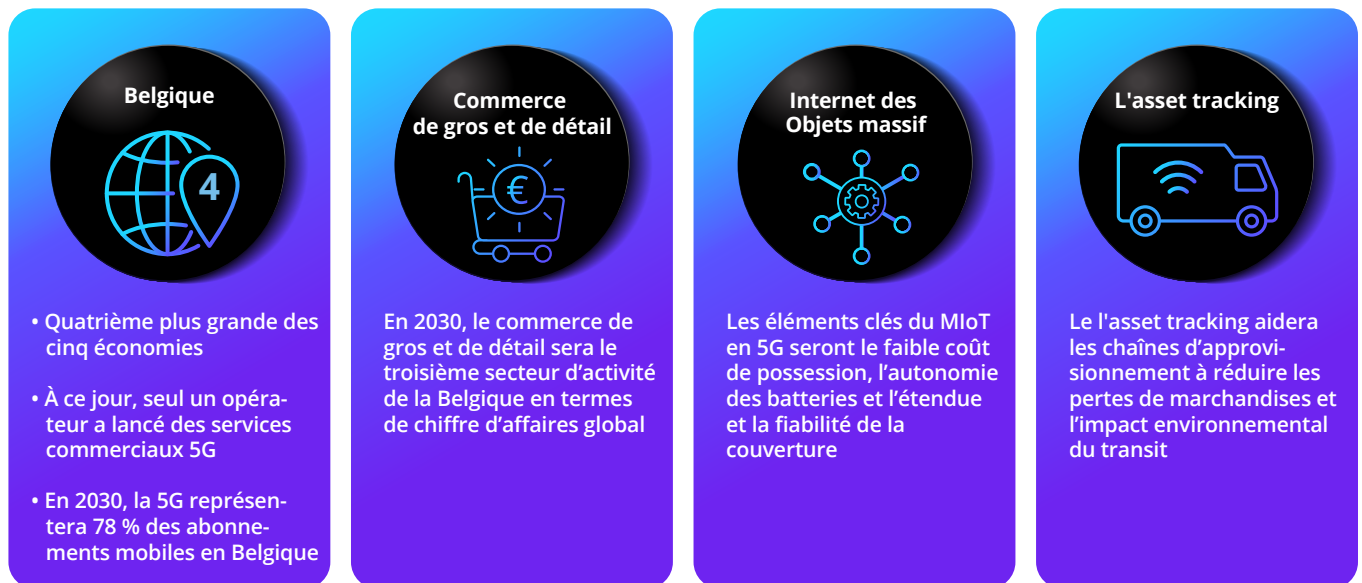 Belgique
4
• Quatrième plus grande des
cinq économies
• À ce jour, seul un opéra-
teur a lancé des services
commerciaux 5G
• En 2030, la 5G représen-
tera 78 % des abonne-
ments mobiles en Belgique
Commerce
de gros et de détail
€
En 2030, le commerce de
gros et de détail sera le
troisième secteur d’activité
de la Belgique en termes
de chiffre d’affaires global
Internet des
Objets massif
Les éléments clés du MIoT
en 5G seront le faible coût
de possession, l’autonomie
des batteries et l’étendue
et la fiabilité de la
couverture
L'asset tracking
Le l'asset tracking aidera
les chaînes d’approvi-
sionnement à réduire les
pertes de marchandises et
l’impact environnemental
du transit